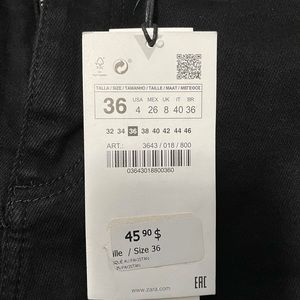 TALLA / SIZE / TAMANHO / TAILLE / MAAT / ΜΕΓΕΘΟΣ
36
USA MEX UK IT BR
4 26 8 40 36
32 34 36 38 40 42 44 46
ART.: 3643 / 018 / 800
03643018800360
45 90 $
ille / Size 36
www.zara.com
EAC